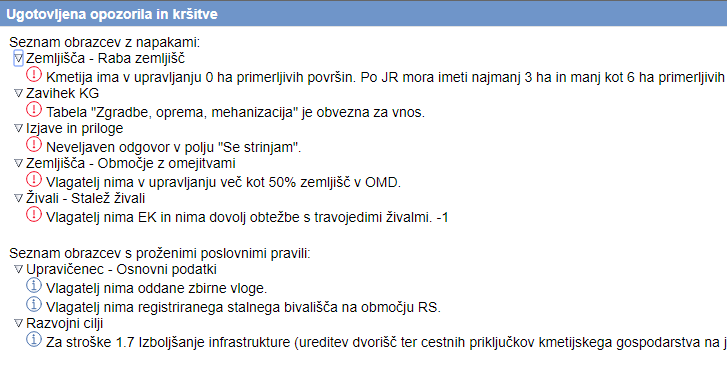 Ugotovljena opozorila in kršitve
Seznam obrazcev z napakami:
Zemljišča - Raba zemljišč
Kmetija ima v upravljanju 0 ha primerljivih površin. Po JR mora imeti najmanj 3 ha in manj kot 6 ha primerljivih
Zavihek KG
Tabela "Zgradbe, oprema, mehanizacija" je obvezna za vnos.
Izjave in priloge
Neveljaven odgovor v polju "Se strinjam".
Zemljišča - Območje z omejitvami
Vlagatelj nima v upravljanju več kot 50% zemljišč v OMD.
Živali - Stalež živali
Vlagatelj nima EK in nima dovolj obtežbe s travojedimi živalmi. -1
Seznam obrazcev s proženimi poslovnimi pravili:
Upravičenec - Osnovni podatki
Vlagatelj nima oddane zbirne vloge.
Vlagatelj nima registriranega stalnega bivališča na območju RS.
Razvojni cilji
Za stroške 1.7 Izboljšanje infrastrukture (ureditev dvorišč ter cestnih priključkov kmetijskega gospodarstva na j